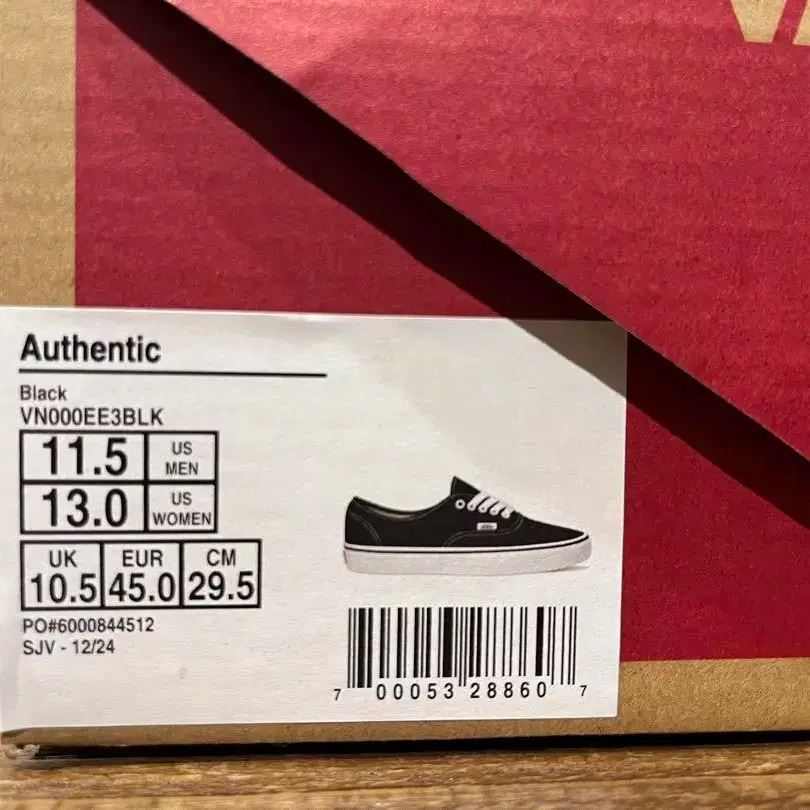 Authentic
Black
VN000EE3BLK
11.5 US MEN
13.0 US WOMEN
UK EUR CM
10.5 45.0 29.5
PO#6000844512
SJV - 12/24
7 00053 28860 7